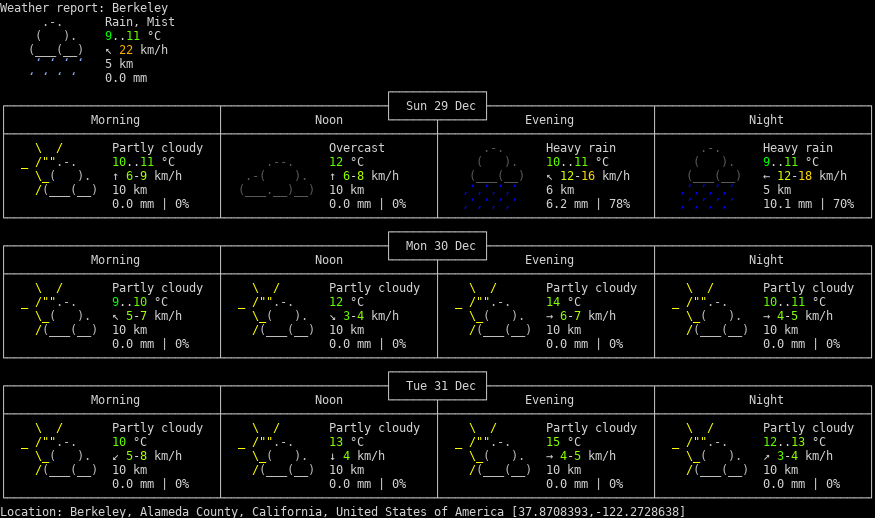 Weather report: Berkeley
Rain, Mist
9..11 °C
↖ 22 km/h
5 km
0.0 mm
Sun 29 Dec
Morning Noon Evening Night
Partly cloudy Overcast Heavy rain Heavy rain
10..11 °C 12 °C 10..11 °C 9..11 °C
↑ 6-9 km/h ↑ 6-8 km/h ↖ 12-16 km/h ← 12-18 km/h
10 km 10 km 6 km 5 km
0.0 mm | 0% 0.0 mm | 0% 6.2 mm | 78% 10.1 mm | 70%
Mon 30 Dec
Morning Noon Evening Night
Partly cloudy Partly cloudy Partly cloudy Partly cloudy
9..10 °C 12 °C 14 °C 10..11 °C
↖ 5-7 km/h ↘ 3-4 km/h → 6-7 km/h → 4-5 km/h
10 km 10 km 10 km 10 km
0.0 mm | 0% 0.0 mm | 0% 0.0 mm | 0% 0.0 mm | 0%
Tue 31 Dec
Morning Noon Evening Night
Partly cloudy Partly cloudy Partly cloudy Partly cloudy
10 °C 13 °C 15 °C 12..13 °C
↙ 5-8 km/h ↓ 4 km/h → 4-5 km/h ↗ 3-4 km/h
10 km 10 km 10 km 10 km
0.0 mm | 0% 0.0 mm | 0% 0.0 mm | 0% 0.0 mm | 0%
Location: Berkeley, Alameda County, California, United States of America [37.8708393,-122.2728638]